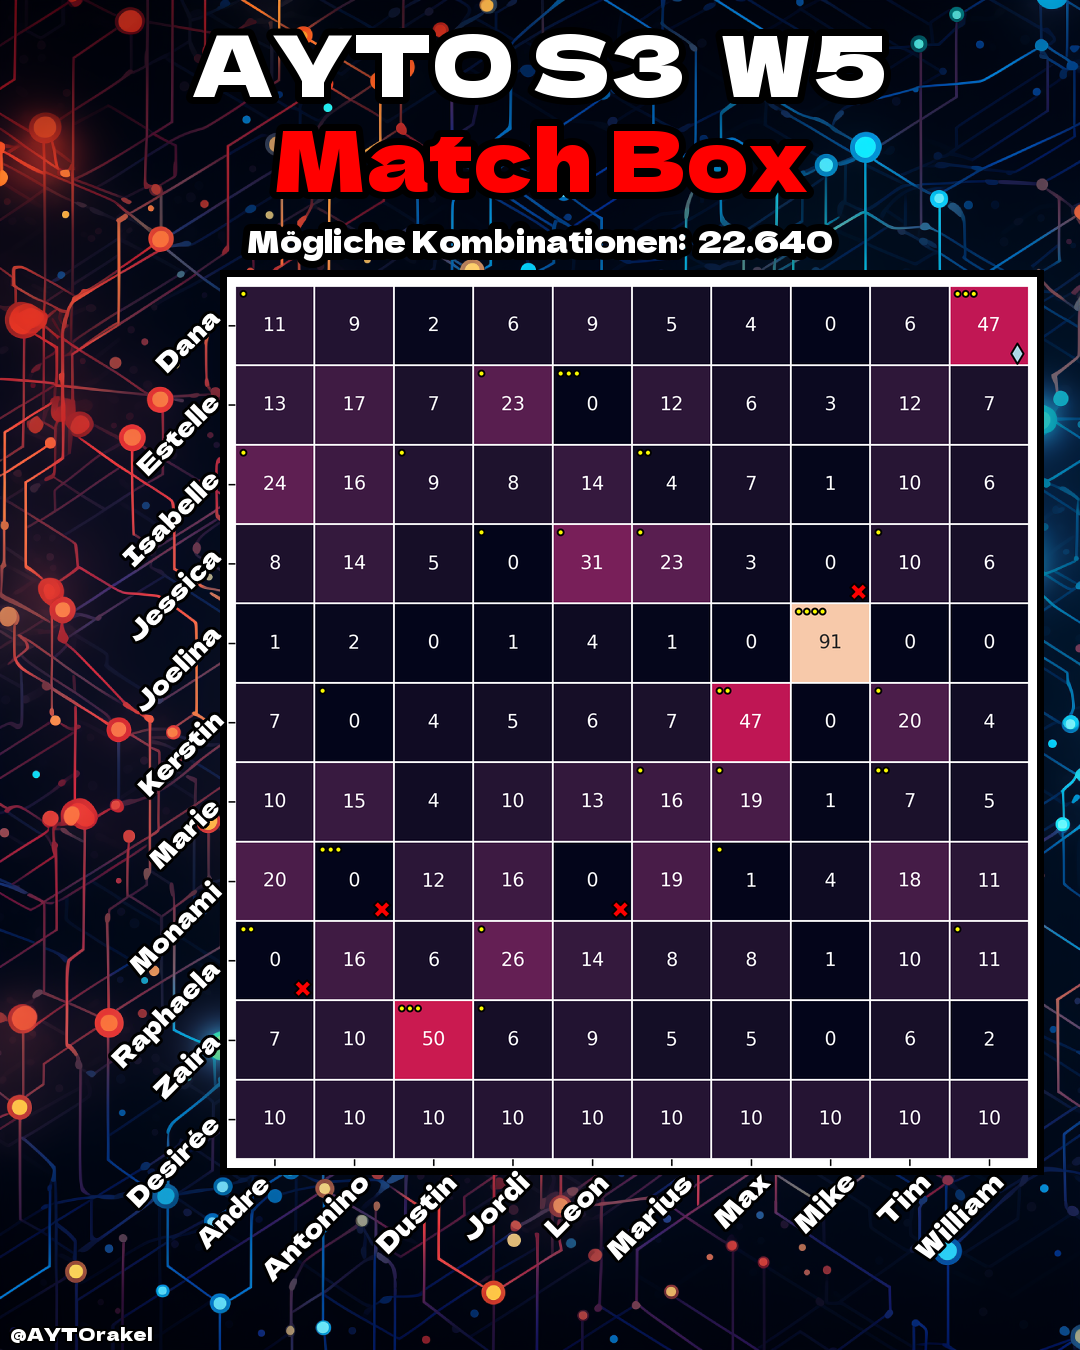 AYTO S3 W5
Match Box
Mögliche Kombinationen: 22.640
Dana 11 9 2 6 9 5 4 0 6 47
Estelle 13 17 7 23 0 12 6 3 12 7
Isabelle 24 16 9 8 14 4 7 1 10 6
Jessica 8 14 5 0 31 23 3 0 10 6
Joelina 1 2 0 1 4 1 0 91 0 0
Kerstin 7 0 4 5 6 7 47 0 20 4
Marie 10 15 4 10 13 16 19 1 7 5
Monami 20 0 12 16 0 19 1 4 18 11
Raphaela 0 16 6 26 14 8 8 1 10 11
Zaira 7 10 50 6 9 5 5 0 6 2
Desirée 10 10 10 10 10 10 10 10 10 10
Andre Antonino Dustin Jordi Leon Marius Max Mike Tim William
@AYTOrakel